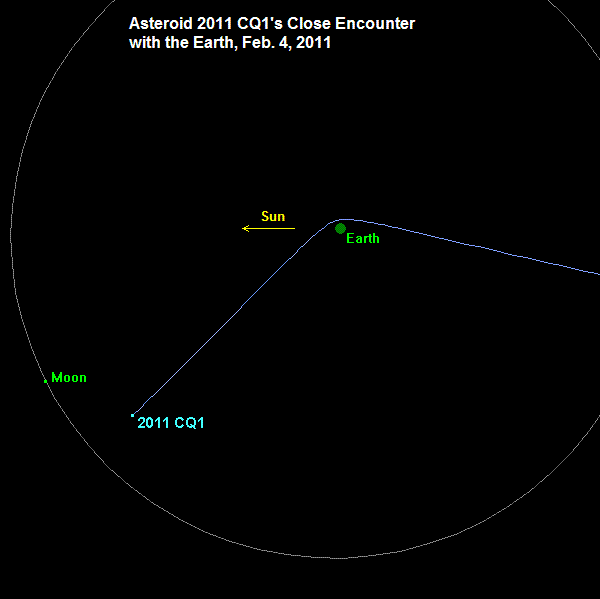 Asteroid 2011 CQ1's Close Encounter
with the Earth, Feb. 4, 2011
Sun
Earth
Moon
2011 CQ1